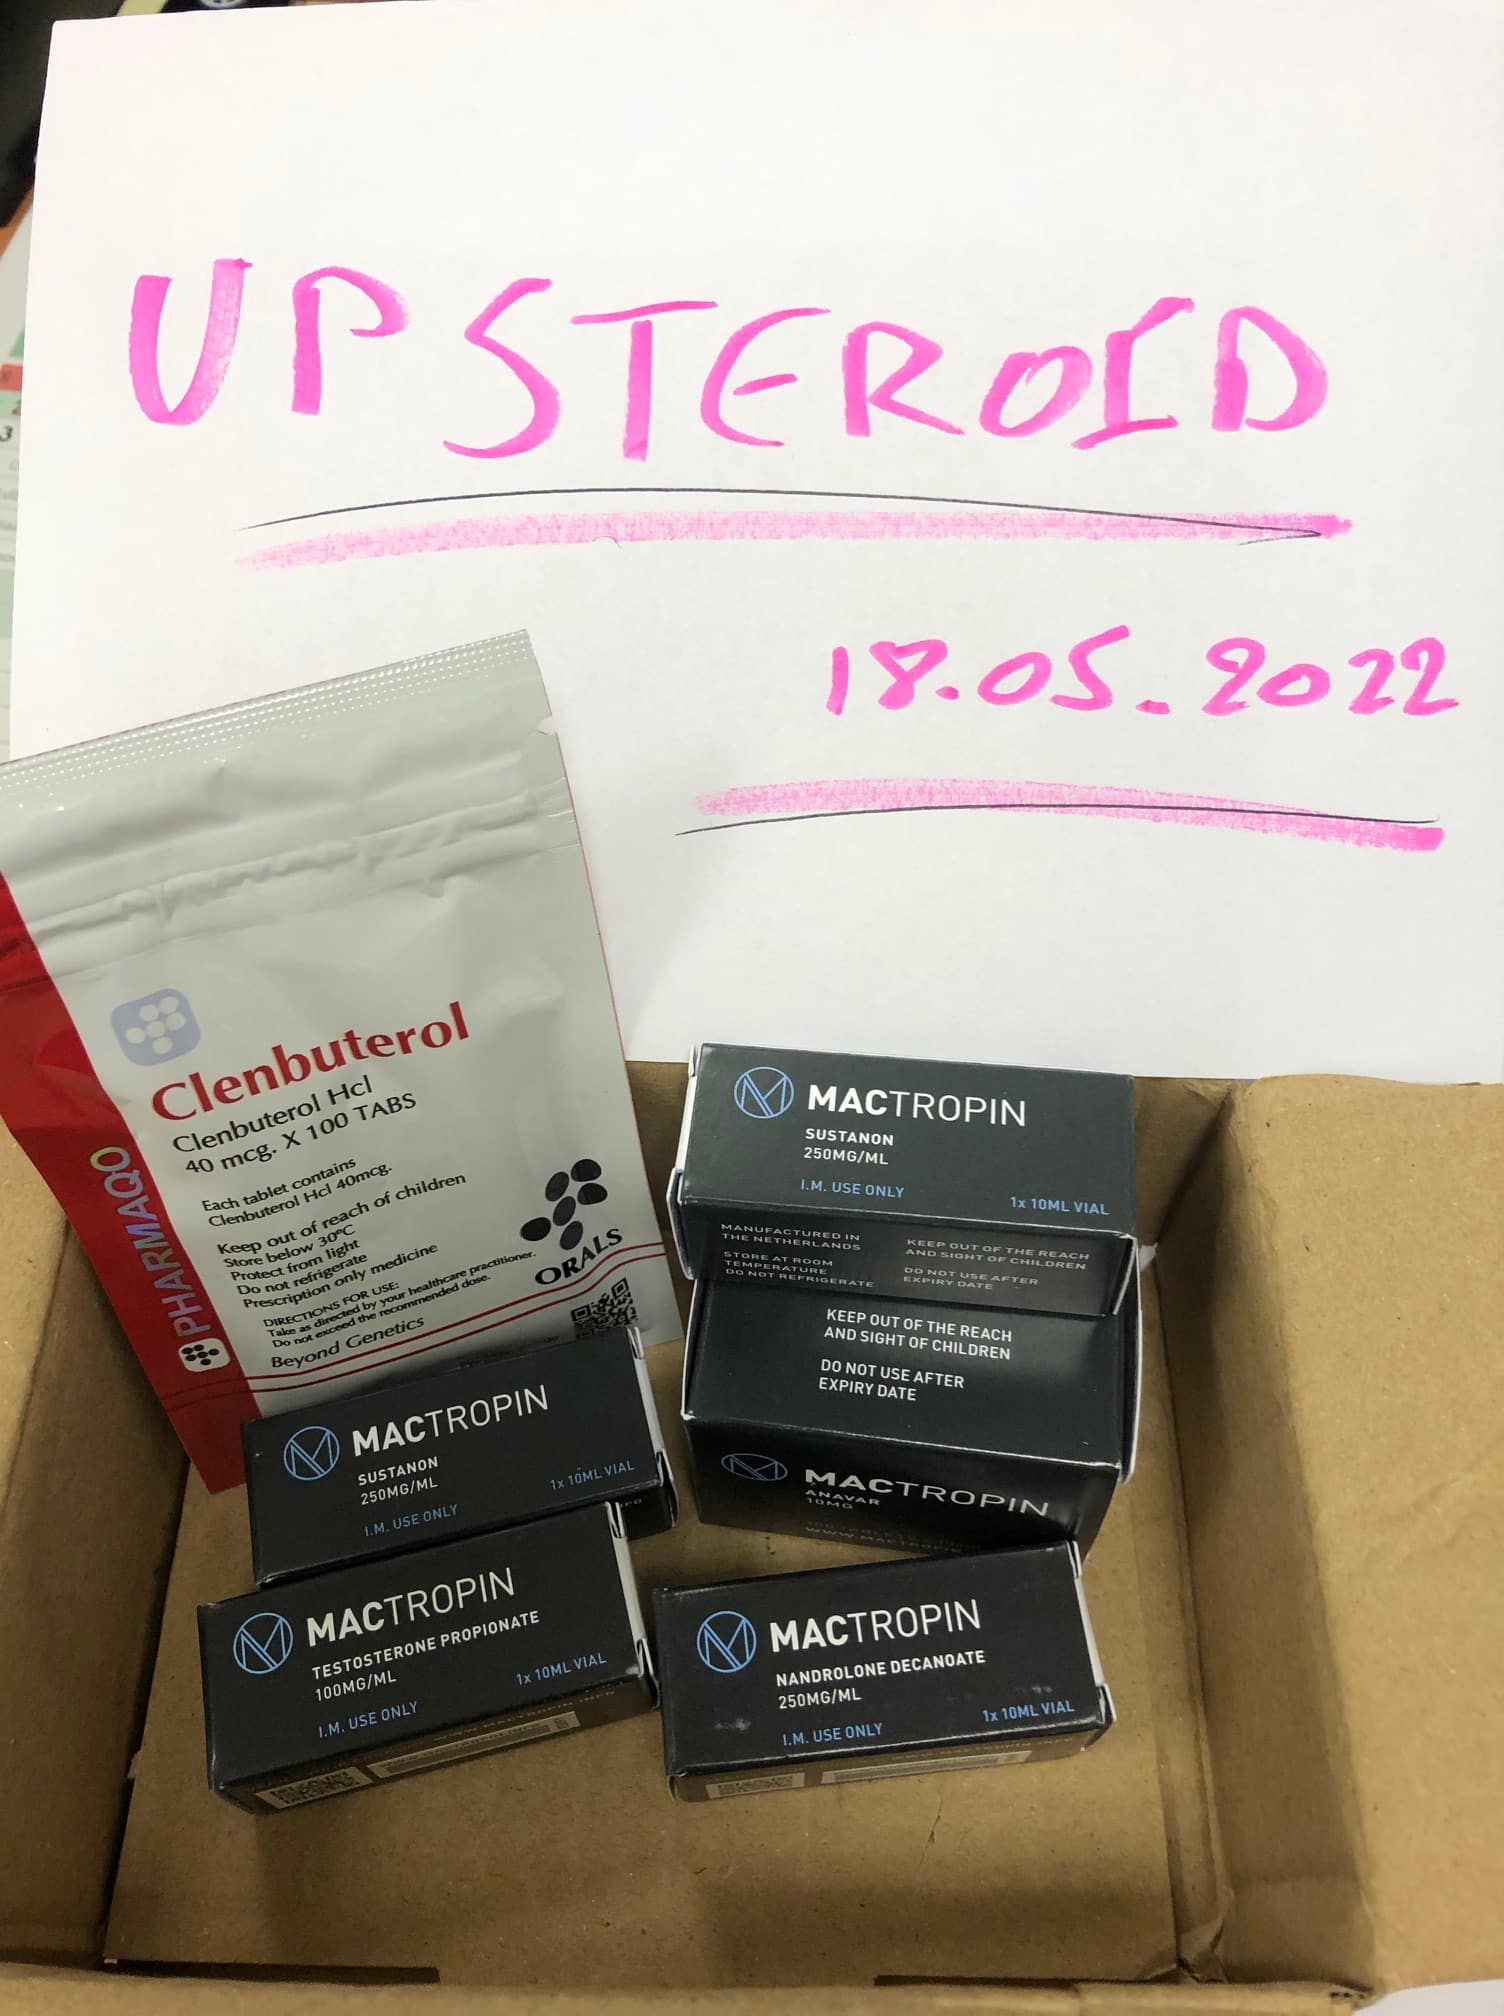 UPSTEROID
18.05.2022
Clenbuterol
Clenbuterol Hcl
40 mcg. X 100 TABS
Each tablet contains
Clenbuterol Hcl 40mcg.
Keep out of reach of children
Store below 30ºC
Protect from light
Do not refrigerate
Prescription only medicine
DIRECTIONS FOR USE:
Take as directed by your healthcare practitioner.
Do not exceed the recommended dose.
Beyond Genetics
ORALS
PHARMAQO
MACTROPIN
SUSTANON
250MG/ML
I.M. USE ONLY
1x 10ML VIAL
MANUFACTURED IN
THE NETHERLANDS
STORE AT ROOM
TEMPERATURE
DO NOT REFRIGERATE
KEEP OUT OF THE REACH
AND SIGHT OF CHILDREN
DO NOT USE AFTER
EXPIRY DATE
KEEP OUT OF THE REACH
AND SIGHT OF CHILDREN
DO NOT USE AFTER
EXPIRY DATE
MACTROPIN
ANAVAR
10MG
MACTROPIN
SUSTANON
250MG/ML
I.M. USE ONLY
1x 10ML VIAL
MACTROPIN
TESTOSTERONE PROPIONATE
100MG/ML
I.M. USE ONLY
1x 10ML VIAL
MACTROPIN
NANDROLONE DECANOATE
250MG/ML
I.M. USE ONLY
1x 10ML VIAL